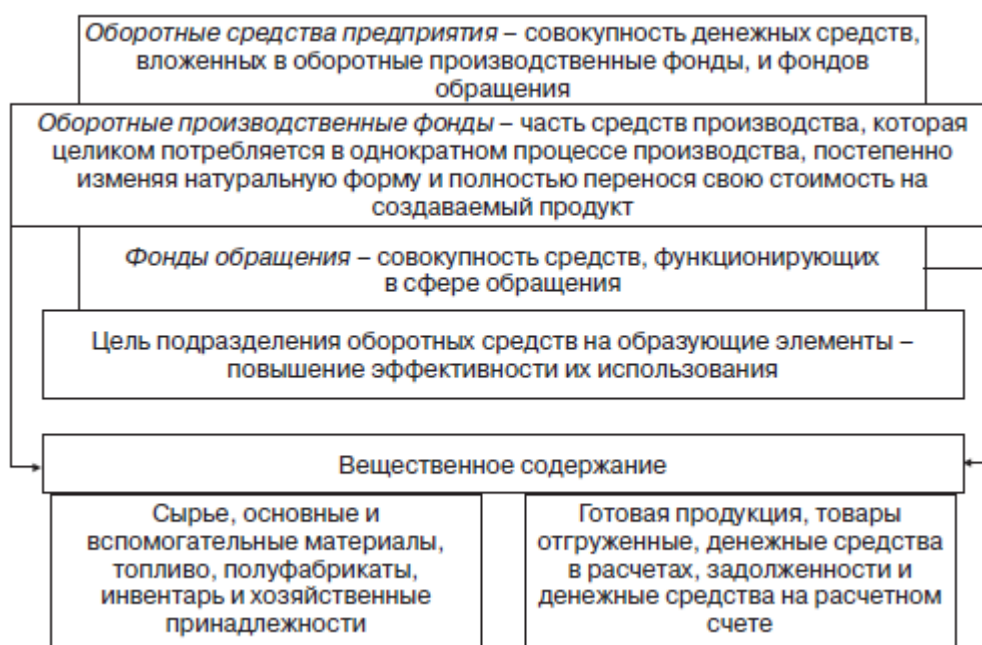 Оборотные средства предприятия – совокупность денежных средств,
вложенных в оборотные производственные фонды, и фондов
обращения
Оборотные производственные фонды – часть средств производства, которая
целиком потребляется в однократном процессе производства, постепенно
изменяя натуральную форму и полностью перенося свою стоимость на
создаваемый продукт
Фонды обращения – совокупность средств, функционирующих
в сфере обращения
Цель подразделения оборотных средств на образующие элементы –
повышение эффективности их использования
Вещественное содержание
Сырье, основные и
вспомогательные материалы,
топливо, полуфабрикаты,
инвентарь и хозяйственные
принадлежности
Готовая продукция, товары
отгруженные, денежные средства
в расчетах, задолженности и
денежные средства на расчетном
счете